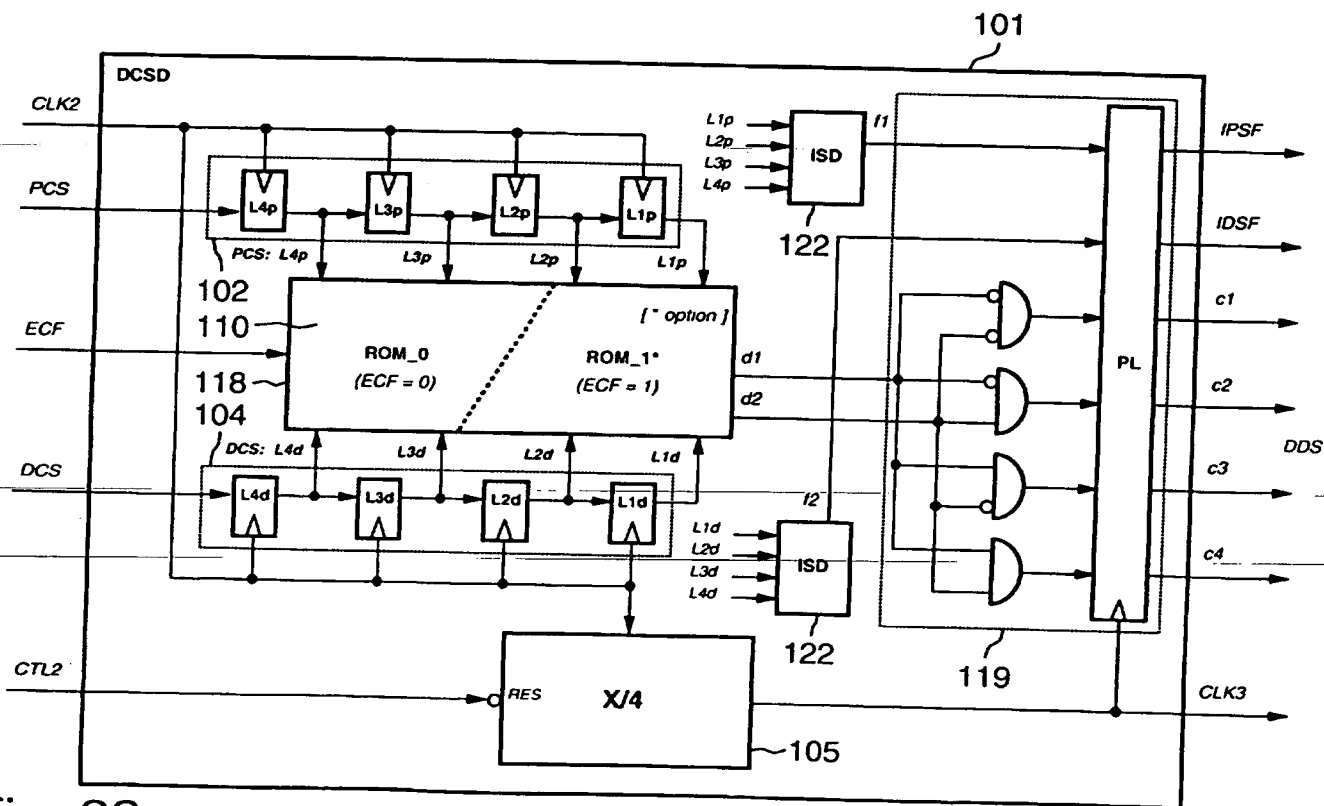 101
DCSD
CLK2
L1p
L2p
L3p
L4p
ISD
f1
122
IPSF
PCS
L4p
L3p
L2p
L1p
PCS: L4p
L3p
L2p
L1p
IDSF
102
110
[ * option ]
c1
ECF
ROM_0
(ECF = 0)
ROM_1*
(ECF = 1)
d1
d2
PL
118
104
c2
DDS
DCS: L4d
L3d
L2d
L1d
DCS
L4d
L3d
L2d
L1d
f2
c3
L1d
L2d
L3d
L4d
ISD
122
c4
119
CTL2
RES
X/4
105
CLK3